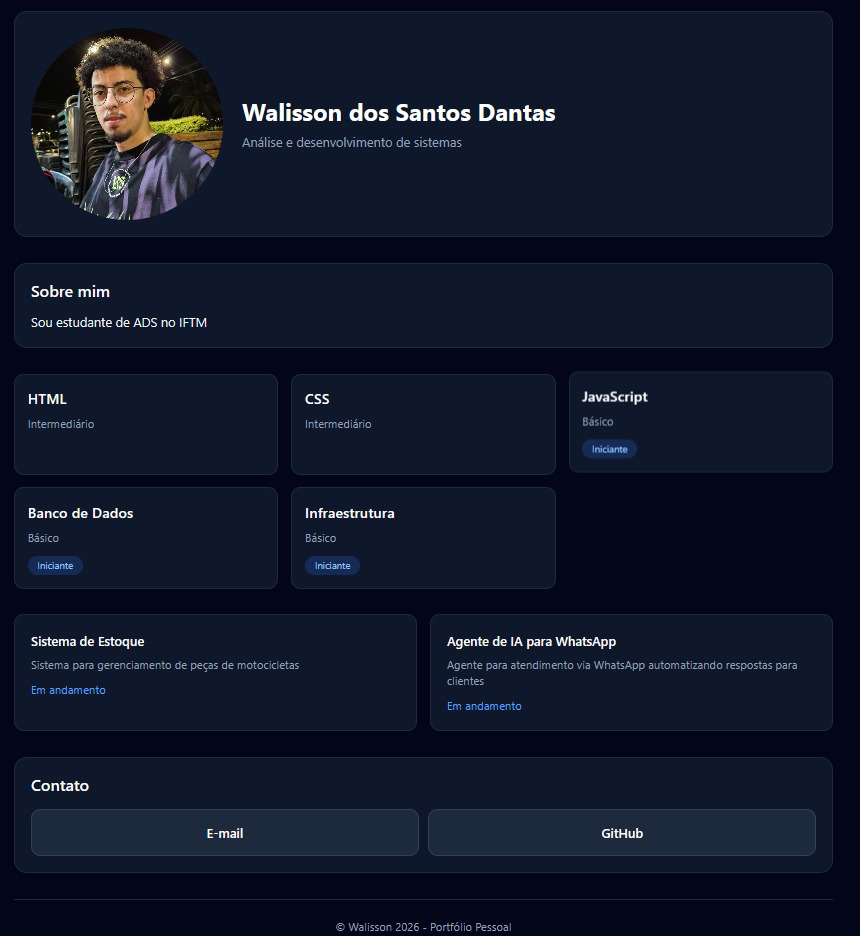 Walisson dos Santos Dantas
Análise e desenvolvimento de sistemas
Sobre mim
Sou estudante de ADS no IFTM
HTML
Intermediário
CSS
Intermediário
JavaScript
Básico
Iniciante
Banco de Dados
Básico
Iniciante
Infraestrutura
Básico
Iniciante
Sistema de Estoque
Sistema para gerenciamento de peças de motocicletas
Em andamento
Agente de IA para WhatsApp
Agente para atendimento via WhatsApp automatizando respostas para
clientes
Em andamento
Contato
E-mail
GitHub
© Walisson 2026 - Portfólio Pessoal